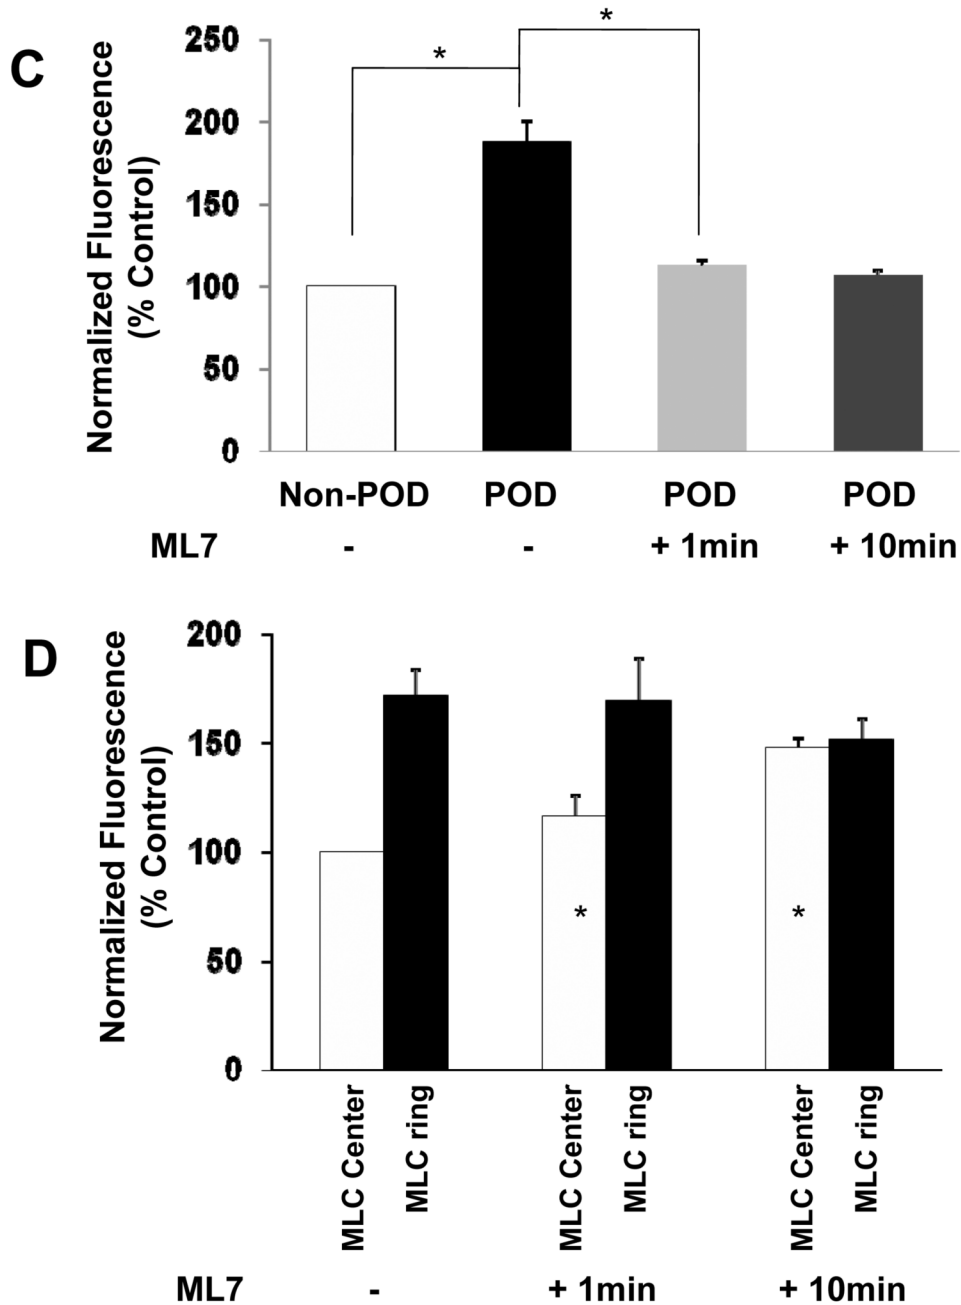 C
Normalized Fluorescence
(% Control)
250
200
150
100
50
0
*
*
Non-POD POD POD POD
ML7 - - + 1min + 10min
D
Normalized Fluorescence
(% Control)
200
150
100
50
0
*
*
MLC Center
MLC ring
MLC Center
MLC ring
MLC Center
MLC ring
ML7 - + 1min + 10min